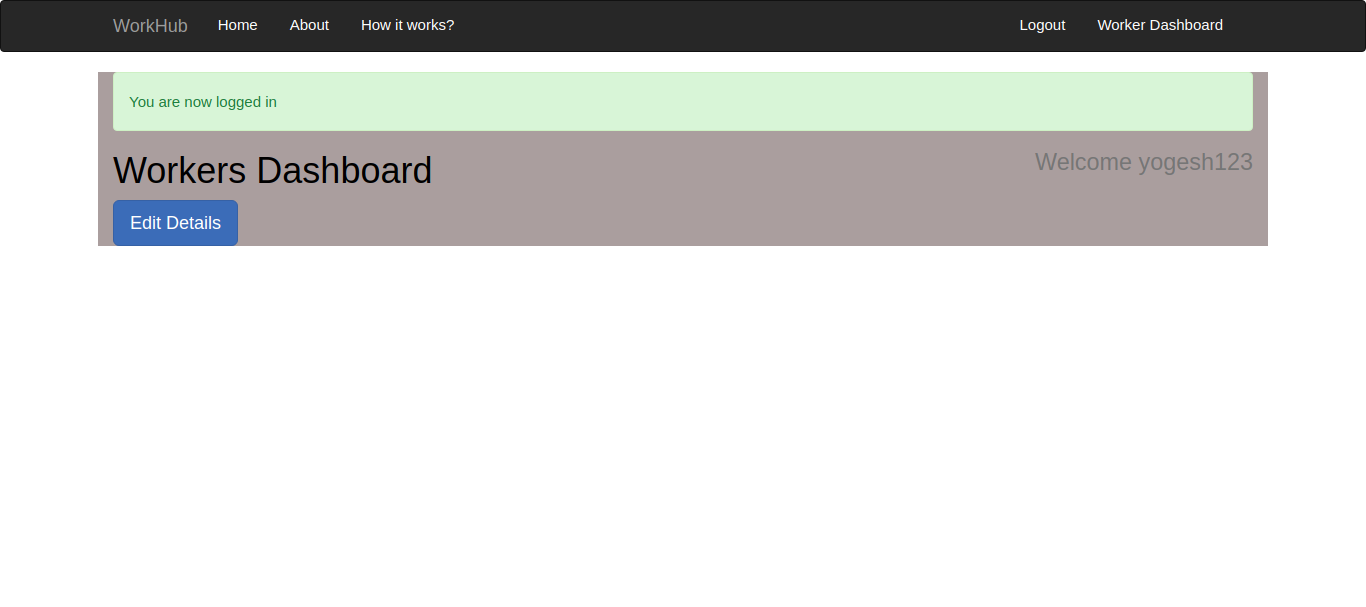 WorkHub Home About How it works? Logout Worker Dashboard
You are now logged in
Workers Dashboard Welcome yogesh123
Edit Details